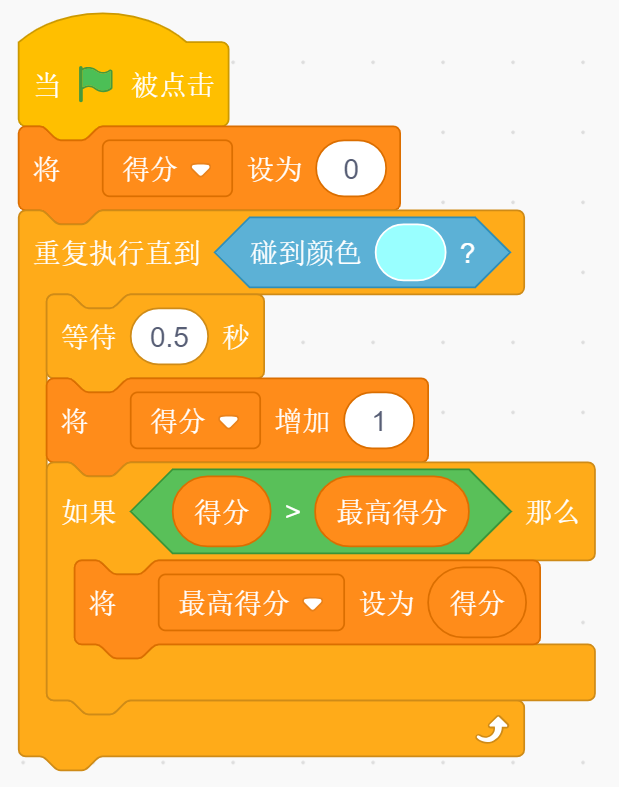 当 被点击
将 得分 设为 0
重复执行直到 碰到颜色 ?
等待 0.5 秒
将 得分 增加 1
如果 得分 > 最高得分 那么
将 最高得分 设为 得分